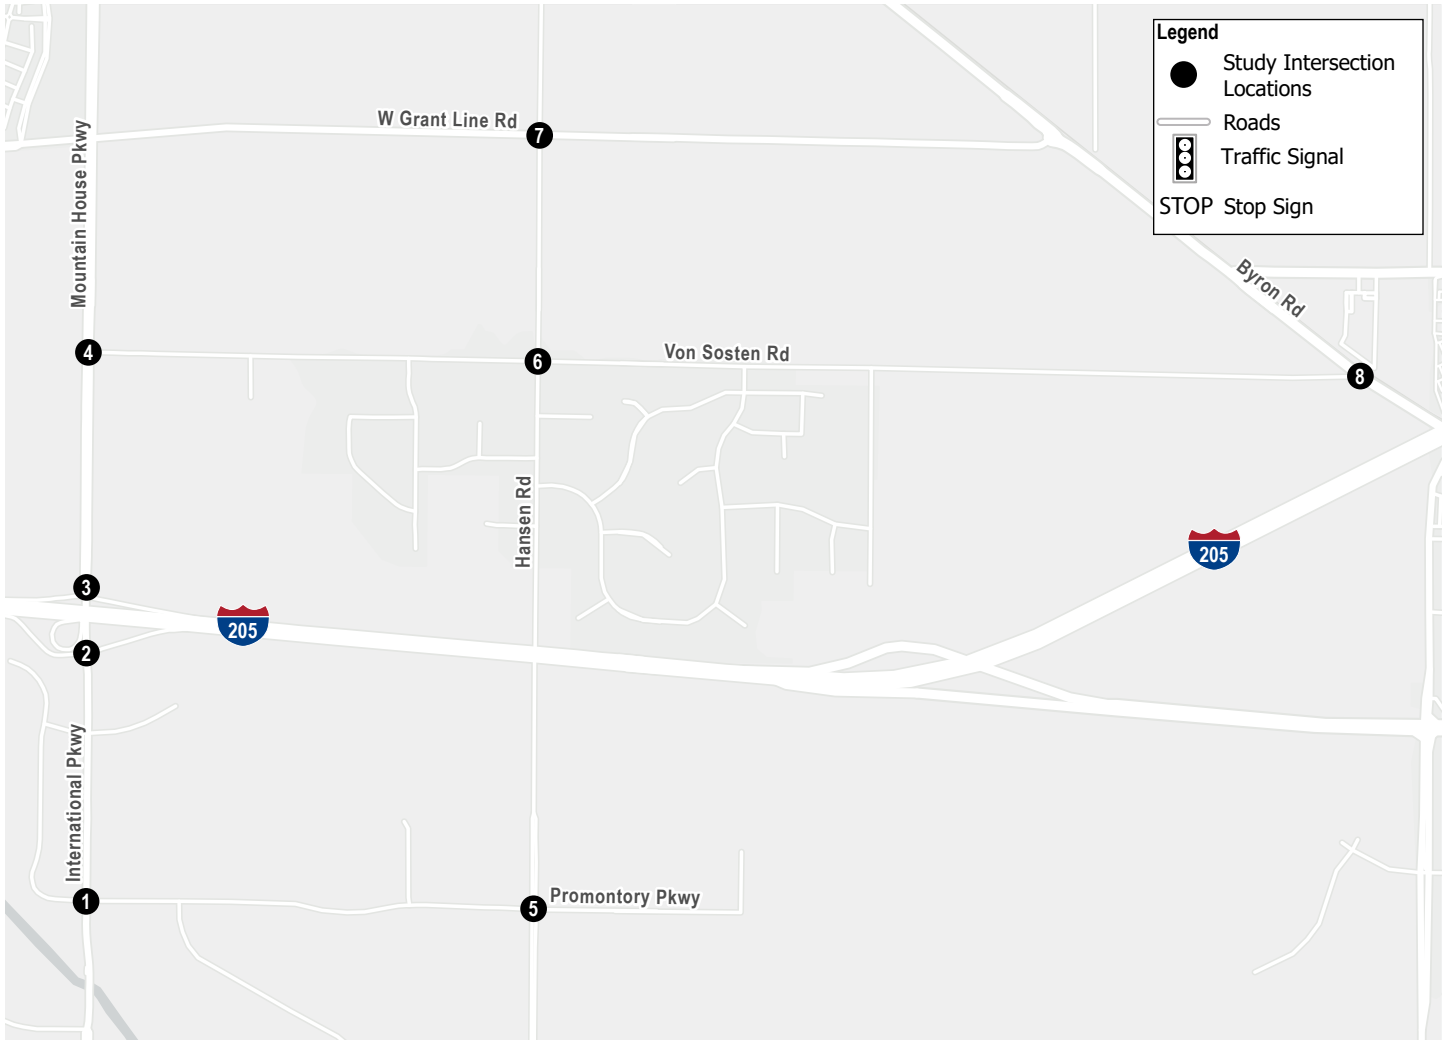 Legend
Study Intersection
Locations
Roads
Traffic Signal
STOP Stop Sign
W Grant Line Rd
7
Mountain House Pkwy
Byron Rd
4
6
Von Sosten Rd
8
Hansen Rd
205
3
205
2
International Pkwy
1
5
Promontory Pkwy